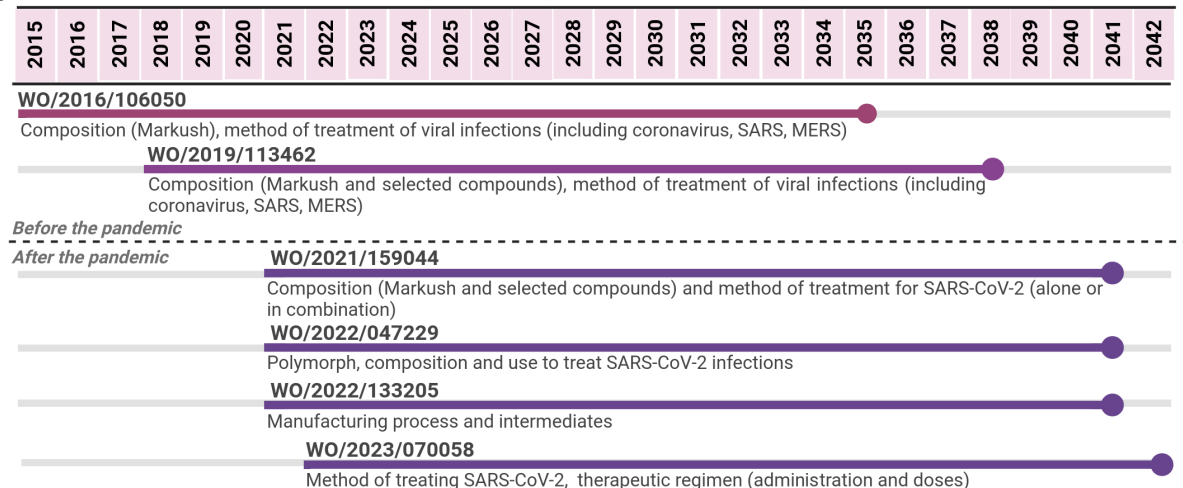 2015 2016 2017 2018 2019 2020 2021 2022 2023 2024 2025 2026 2027 2028 2029 2030 2031 2032 2033 2034 2035 2036 2037 2038 2039 2040 2041 2042
WO/2016/106050
Composition (Markush), method of treatment of viral infections (including coronavirus, SARS, MERS)
WO/2019/113462
Composition (Markush and selected compounds), method of treatment of viral infections (including
coronavirus, SARS, MERS)
Before the pandemic
After the pandemic
WO/2021/159044
Composition (Markush and selected compounds) and method of treatment for SARS-CoV-2 (alone or
in combination)
WO/2022/047229
Polymorph, composition and use to treat SARS-CoV-2 infections
WO/2022/133205
Manufacturing process and intermediates
WO/2023/070058
Method of treating SARS-CoV-2, therapeutic regimen (administration and doses)